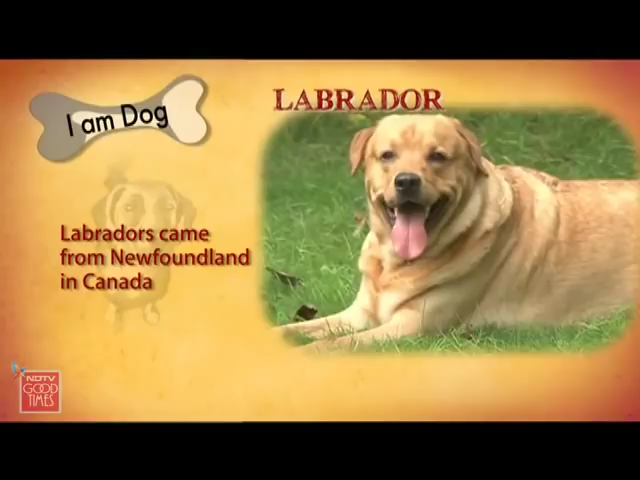 I am Dog
LABRADOR
Labradors came
from Newfoundland
in Canada
NDTV
GOOD
TIMES